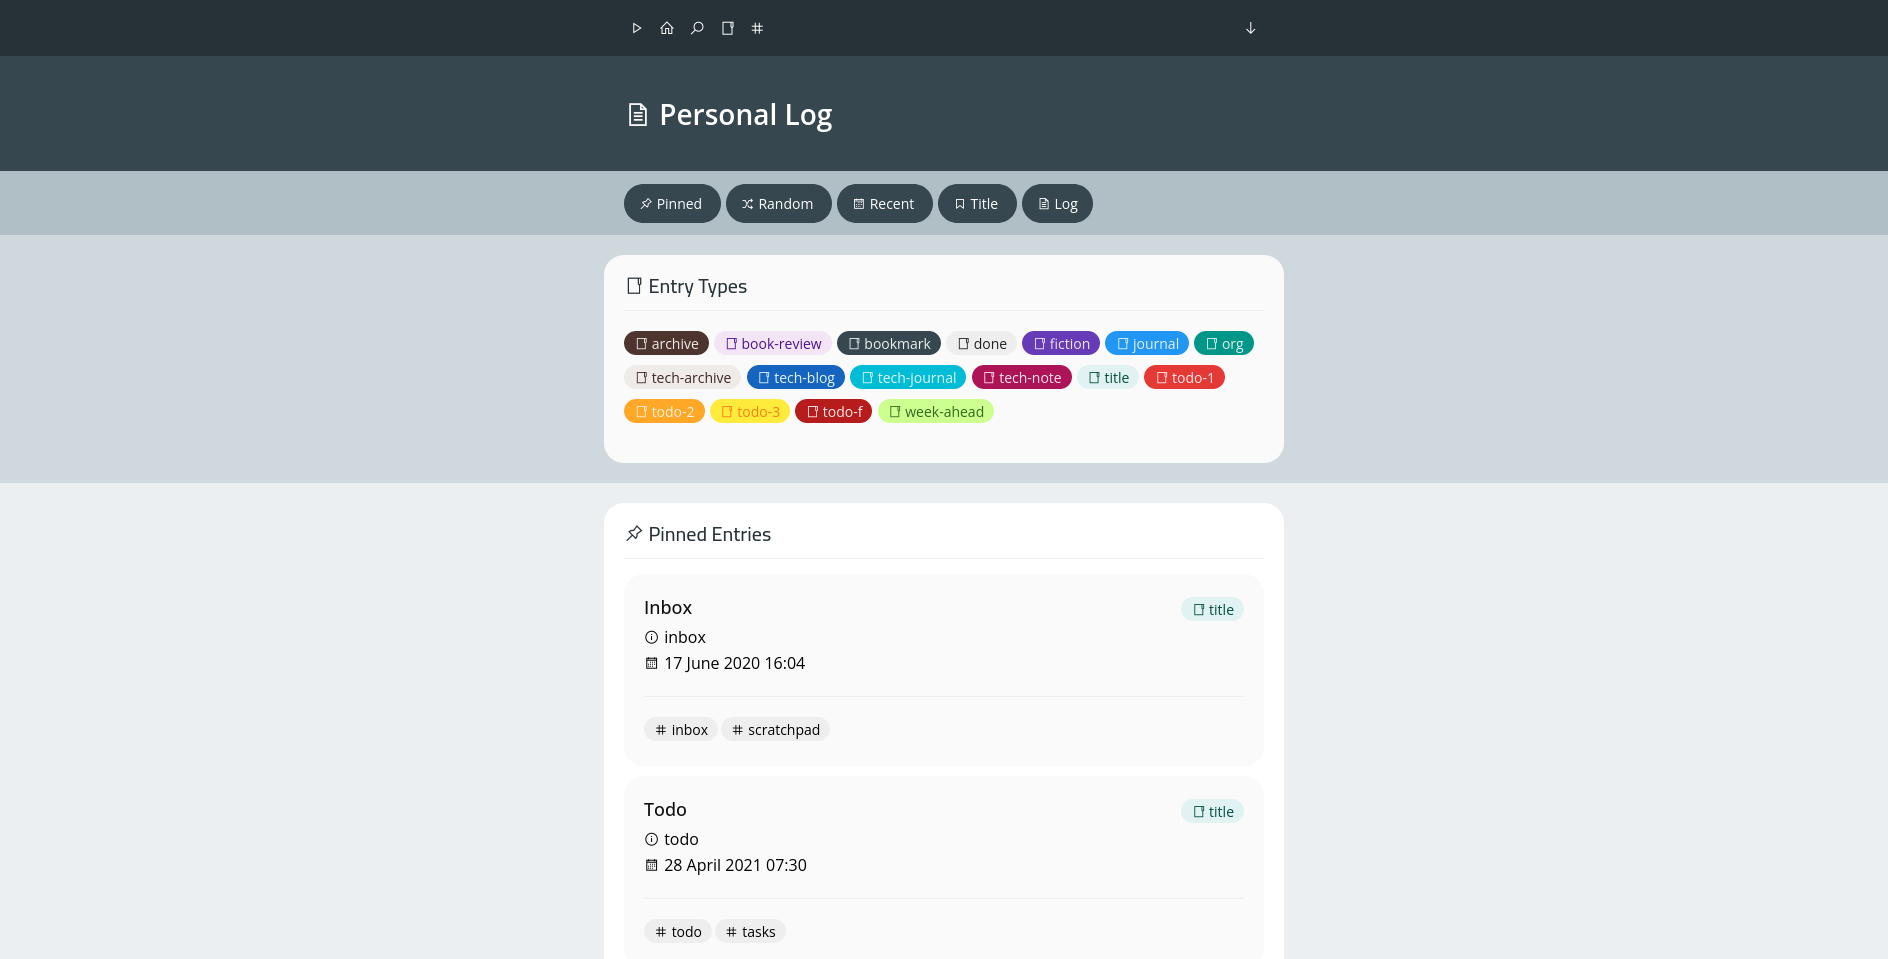 Personal Log
Pinned Random Recent Title Log
Entry Types
archive book-review bookmark done fiction journal org
tech-archive tech-blog tech-journal tech-note title todo-1
todo-2 todo-3 todo-f week-ahead
Pinned Entries
Inbox title
inbox
17 June 2020 16:04
# inbox # scratchpad
Todo title
todo
28 April 2021 07:30
# todo # tasks